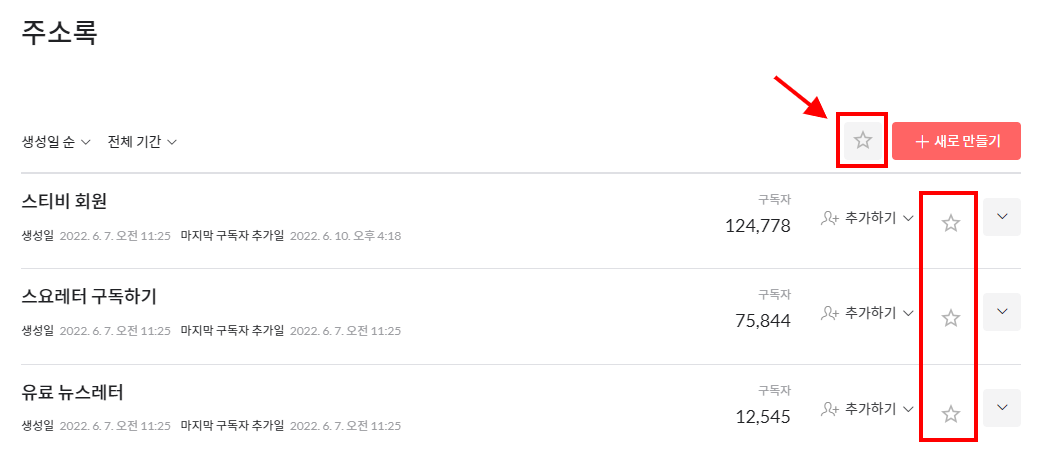 주소록
생성일 순 전체 기간 새로 만들기
스티비 회원
구독자
124,778
추가하기
생성일 2022. 6. 7. 오전 11:25 마지막 구독자 추가일 2022. 6. 10. 오후 4:18
스요레터 구독하기
구독자
75,844
추가하기
생성일 2022. 6. 7. 오전 11:25 마지막 구독자 추가일 2022. 6. 7. 오전 11:25
유료 뉴스레터
구독자
12,545
추가하기
생성일 2022. 6. 7. 오전 11:25 마지막 구독자 추가일 2022. 6. 7. 오전 11:25